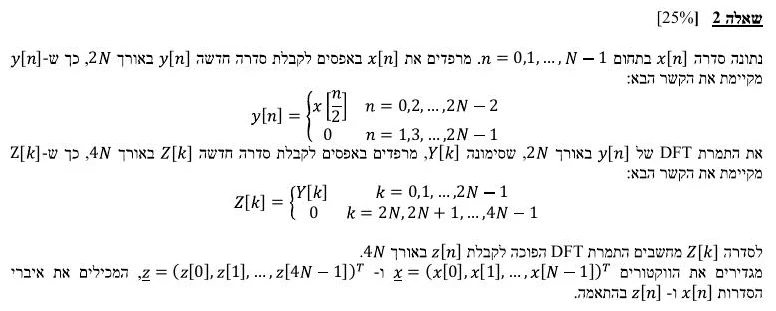 שאלה 2 [25%]
נתונה סדרה x[n] בתחום n = 0,1, … , N − 1. מרפדים את x[n] באפסים לקבלת סדרה חדשה y[n] באורך 2N, כך ש-y[n]
מקיימת את הקשר הבא:
y[n] = { x[n/2]  n = 0,2, … ,2N − 2
0  n = 1,3, … ,2N − 1
את התמרת DFT של y[n] באורך 2N, שסימונה Y[k], מרפדים באפסים לקבלת סדרה חדשה Z[k] באורך 4N, כך ש-Z[k]
מקיימת את הקשר הבא:
Z[k] = { Y[k]  k = 0,1, … ,2N − 1
0  k = 2N, 2N + 1, … ,4N − 1
לסדרה Z[k] מחשבים התמרת DFT הפוכה לקבלת z[n] באורך 4N.
מגדירים את הווקטורים x = (x[0], x[1], … , x[N − 1])^T ו- z = (z[0], z[1], … , z[4N − 1])^T, המכילים את איברי
הסדרות x[n] ו- z[n] בהתאמה.